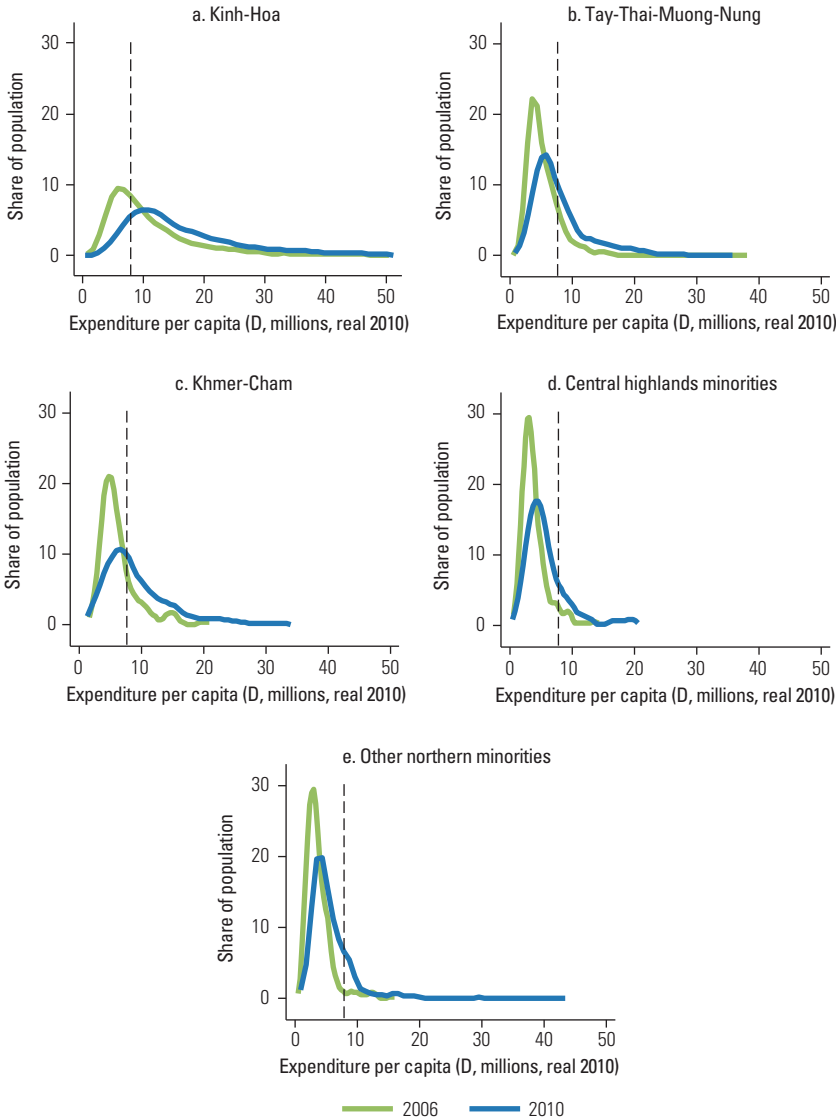 a. Kinh-Hoa
Share of population
30
20
10
0
0 10 20 30 40 50
Expenditure per capita (D, millions, real 2010)
b. Tay-Thai-Muong-Nung
Share of population
30
20
10
0
0 10 20 30 40 50
Expenditure per capita (D, millions, real 2010)
c. Khmer-Cham
Share of population
30
20
10
0
0 10 20 30 40 50
Expenditure per capita (D, millions, real 2010)
d. Central highlands minorities
Share of population
30
20
10
0
0 10 20 30 40 50
Expenditure per capita (D, millions, real 2010)
e. Other northern minorities
Share of population
30
20
10
0
0 10 20 30 40 50
Expenditure per capita (D, millions, real 2010)
2006 2010